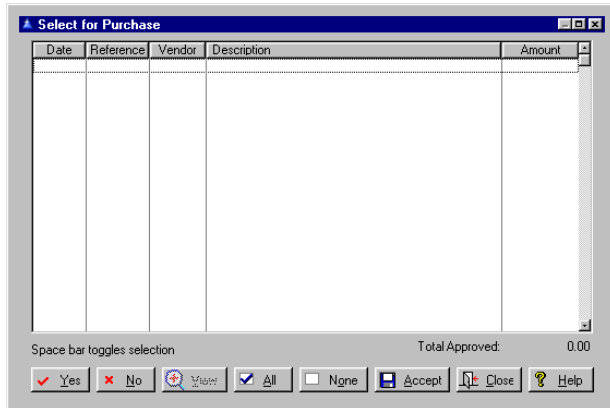 Select for Purchase
Date Reference Vendor Description Amount
Space bar toggles selection Total Approved: 0.00
Yes No View All None Accept Close Help